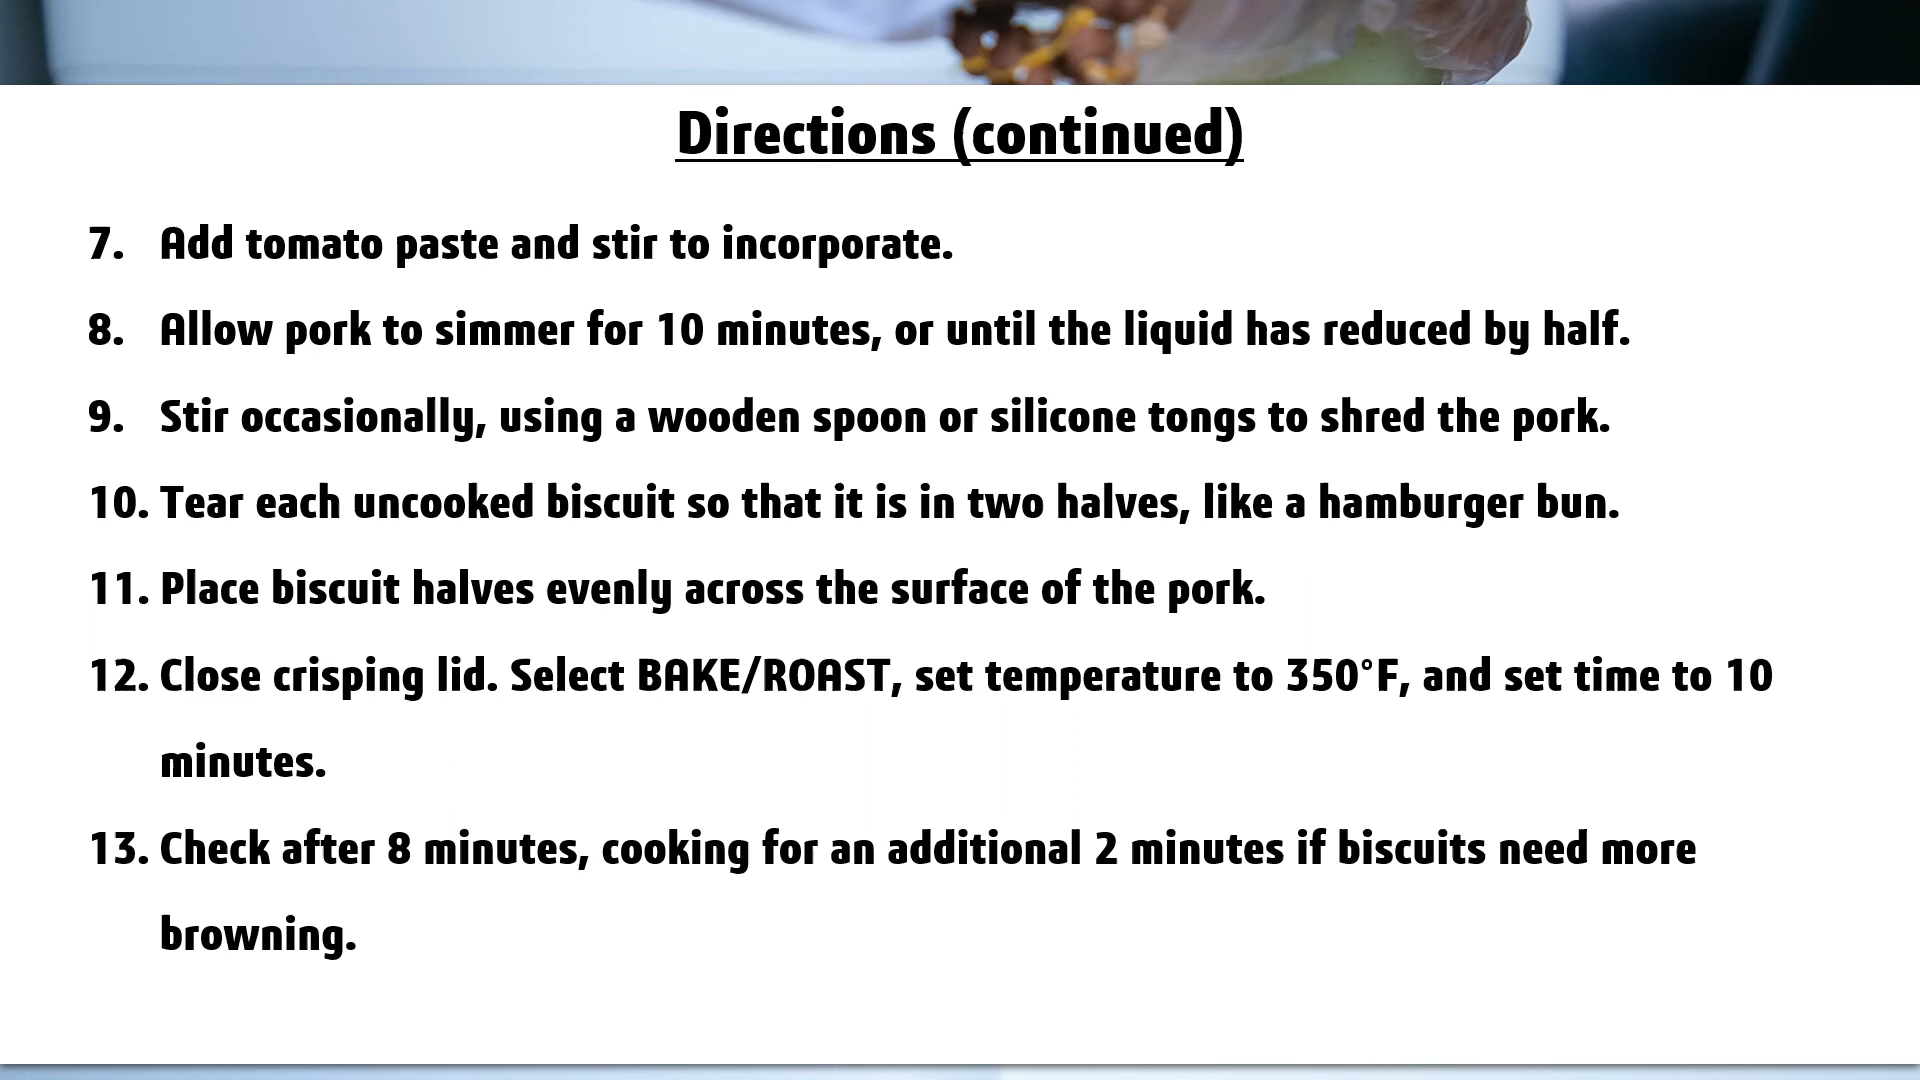 Directions (continued)
7. Add tomato paste and stir to incorporate.
8. Allow pork to simmer for 10 minutes, or until the liquid has reduced by half.
9. Stir occasionally, using a wooden spoon or silicone tongs to shred the pork.
10. Tear each uncooked biscuit so that it is in two halves, like a hamburger bun.
11. Place biscuit halves evenly across the surface of the pork.
12. Close crisping lid. Select BAKE/ROAST, set temperature to 350°F, and set time to 10
minutes.
13. Check after 8 minutes, cooking for an additional 2 minutes if biscuits need more
browning.